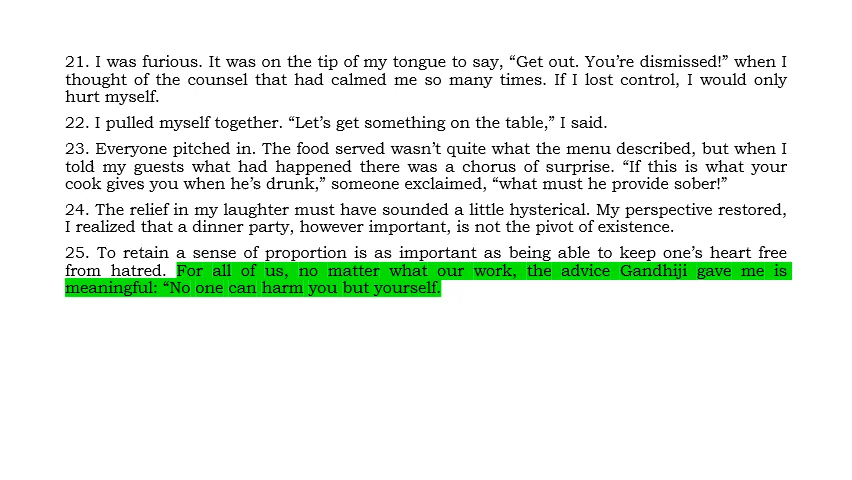 21. I was furious. It was on the tip of my tongue to say, “Get out. You’re dismissed!” when I
thought of the counsel that had calmed me so many times. If I lost control, I would only
hurt myself.
22. I pulled myself together. “Let’s get something on the table,” I said.
23. Everyone pitched in. The food served wasn’t quite what the menu described, but when I
told my guests what had happened there was a chorus of surprise. “If this is what your
cook gives you when he’s drunk,” someone exclaimed, “what must he provide sober!”
24. The relief in my laughter must have sounded a little hysterical. My perspective restored,
I realized that a dinner party, however important, is not the pivot of existence.
25. To retain a sense of proportion is as important as being able to keep one’s heart free
from hatred. For all of us, no matter what our work, the advice Gandhiji gave me is
meaningful: “No one can harm you but yourself.